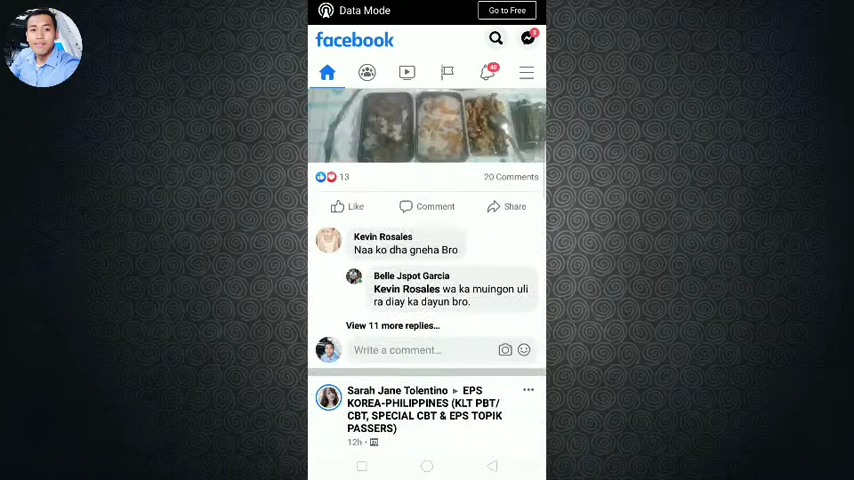 Data Mode
Go to Free
facebook
3
40
13
20 Comments
Like
Comment
Share
Kevin Rosales
Naa ko dha gneha Bro
Belle Jspot Garcia
Kevin Rosales wa ka muingon uli
ra diay ka dayun bro.
View 11 more replies...
Write a comment...
Sarah Jane Tolentino ► EPS
KOREA-PHILIPPINES (KLT PBT/
CBT, SPECIAL CBT & EPS TOPIK
PASSERS)
12h •